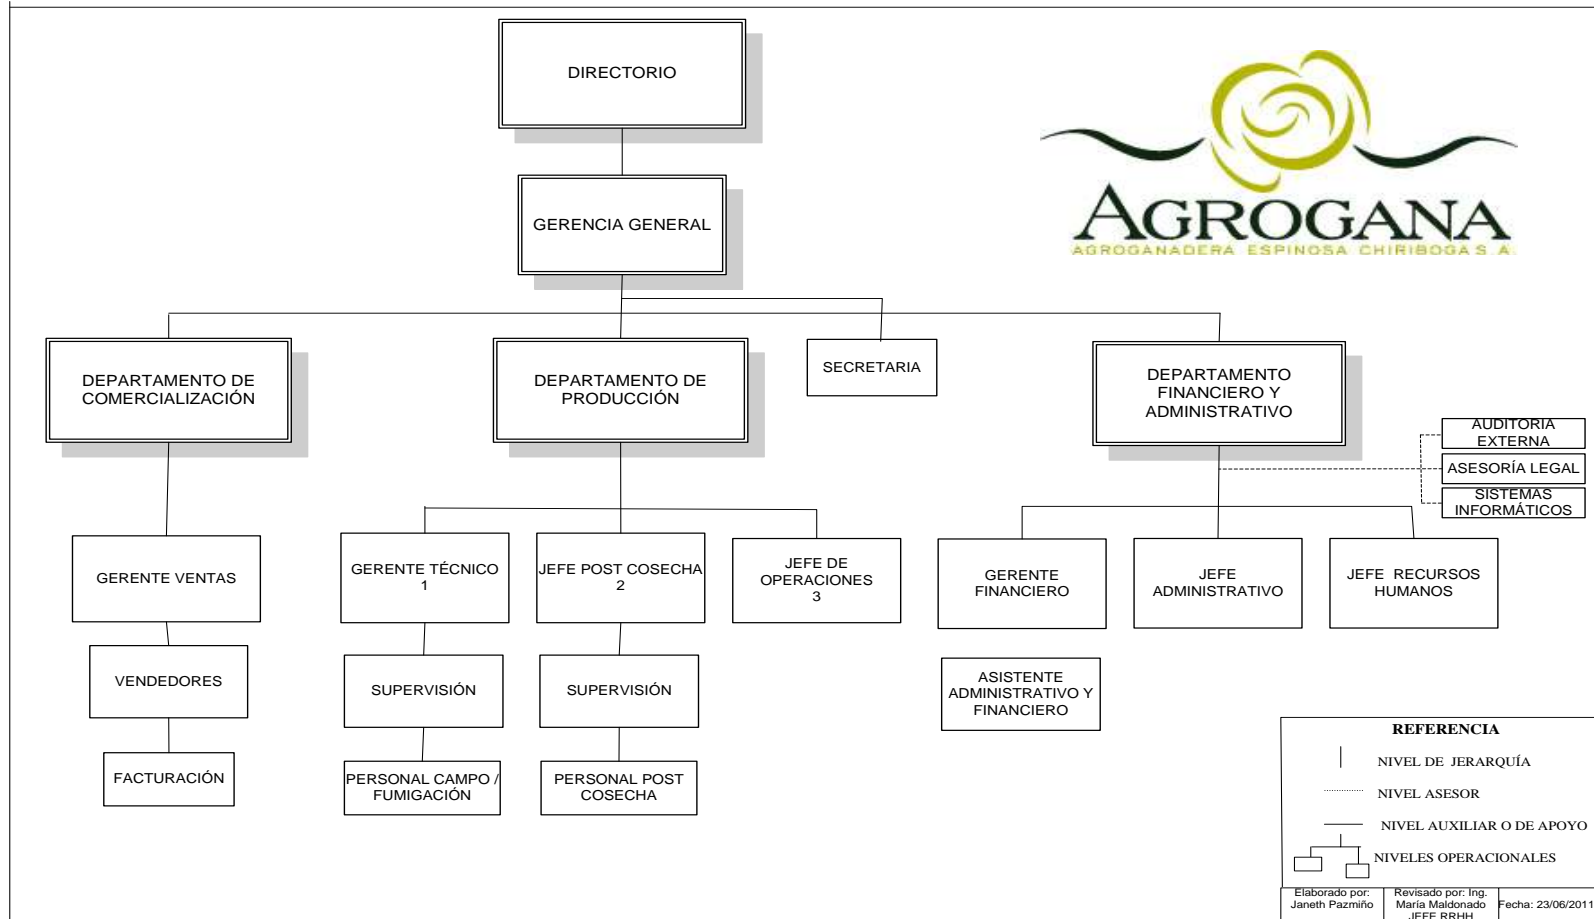 DIRECTORIO
AGROGANA
AGROGANADERA ESPINOSA CHIRIBOGA S.A.
GERENCIA GENERAL
DEPARTAMENTO DE
COMERCIALIZACIÓN
DEPARTAMENTO DE
PRODUCCIÓN
SECRETARIA
DEPARTAMENTO
FINANCIERO Y
ADMINISTRATIVO
AUDITORIA
EXTERNA
ASESORÍA LEGAL
SISTEMAS
INFORMÁTICOS
GERENTE VENTAS
GERENTE TÉCNICO
1
JEFE POST COSECHA
2
JEFE DE
OPERACIONES
3
GERENTE
FINANCIERO
JEFE
ADMINISTRATIVO
JEFE RECURSOS
HUMANOS
VENDEDORES
SUPERVISIÓN
SUPERVISIÓN
ASISTENTE
ADMINISTRATIVO Y
FINANCIERO
FACTURACIÓN
PERSONAL CAMPO /
FUMIGACIÓN
PERSONAL POST
COSECHA
REFERENCIA
NIVEL DE JERARQUÍA
NIVEL ASESOR
NIVEL AUXILIAR O DE APOYO
NIVELES OPERACIONALES
Elaborado por:
Janeth Pazmiño
Revisado por: Ing.
María Maldonado
JEFE RRHH
Fecha: 23/06/2011